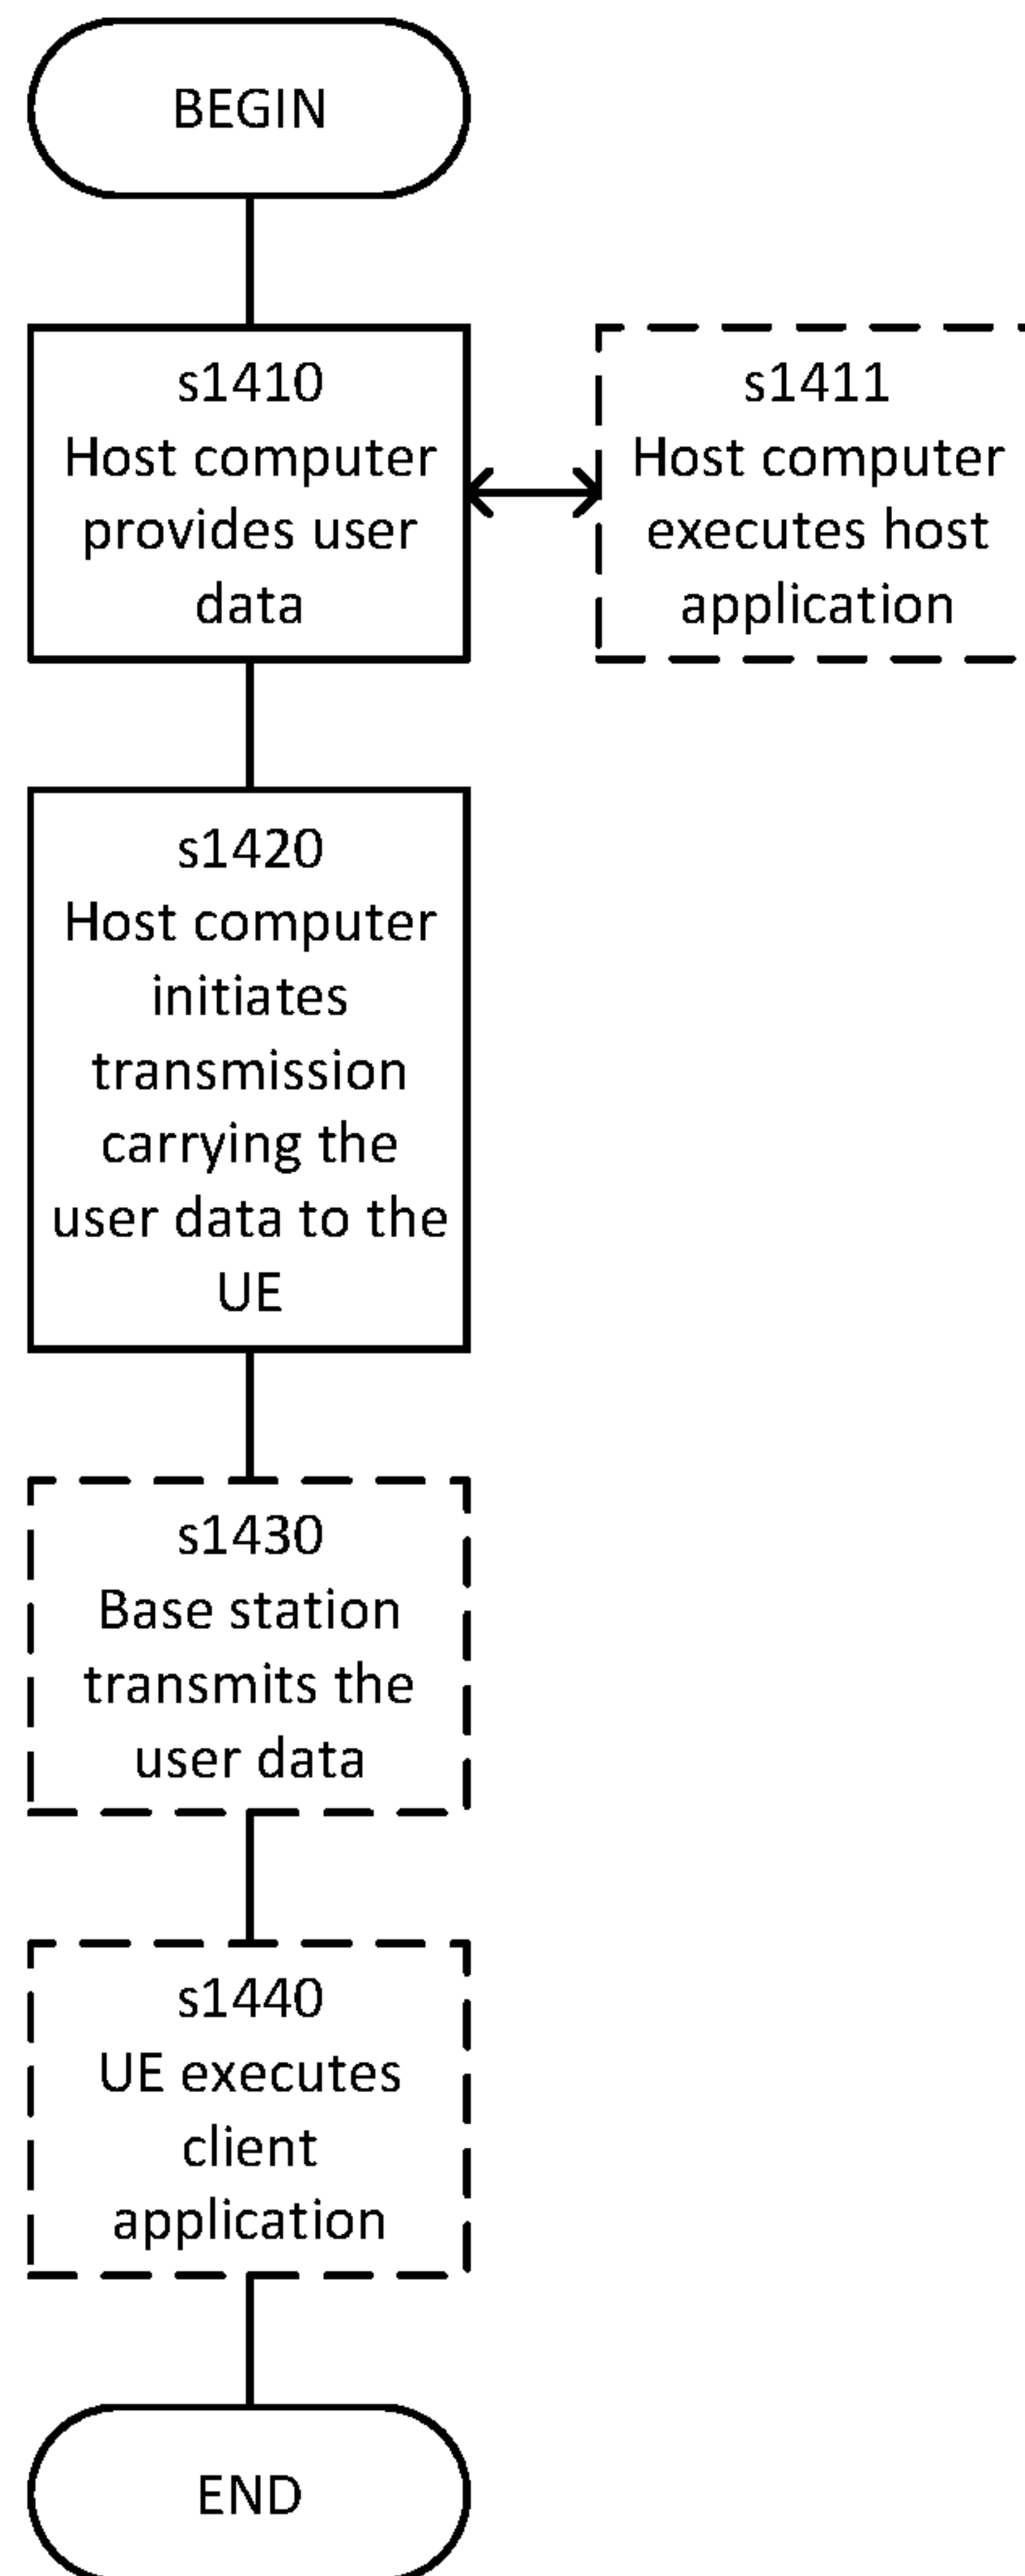 BEGIN
s1410
Host computer
provides user
data
s1411
Host computer
executes host
application
s1420
Host computer
initiates
transmission
carrying the
user data to the
UE
s1430
Base station
transmits the
user data
s1440
UE executes
client
application
END